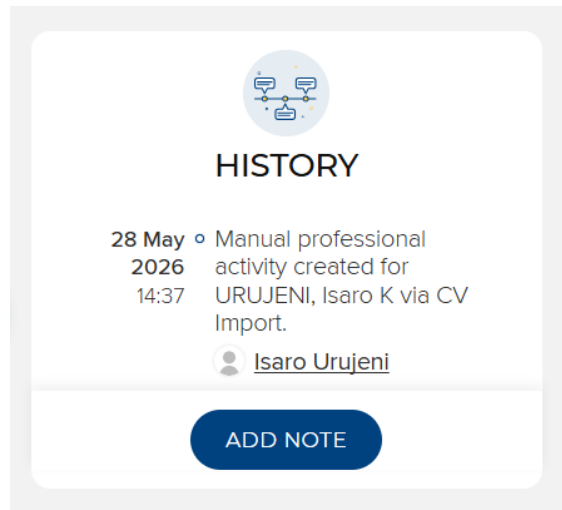 HISTORY
28 May
2026
14:37
Manual professional
activity created for
URUJENI, Isaro K via CV
Import.
Isaro Urujeni
ADD NOTE